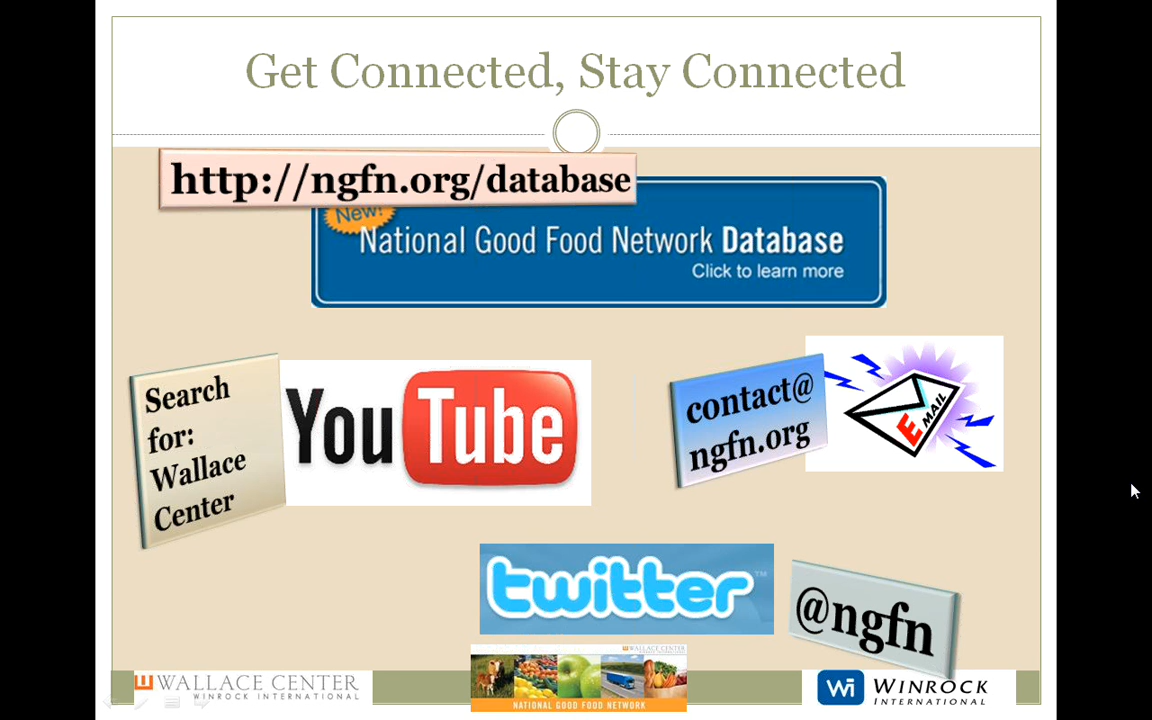 Get Connected, Stay Connected
http://ngfn.org/database
New!
National Good Food Network Database
Click to learn more
Search
for:
Wallace
Center
YouTube
contact@
ngfn.org
E MAIL
twitter™
@ngfn
WALLACE CENTER
WINROCK INTERNATIONAL
WALLACE CENTER
NATIONAL GOOD FOOD NETWORK
WI WINROCK
INTERNATIONAL